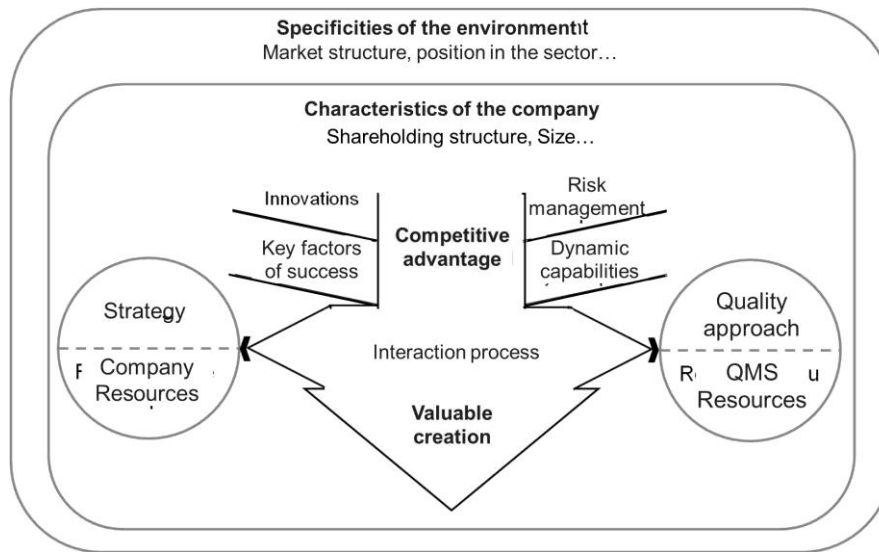 Specificities of the environment
Market structure, position in the sector…
Characteristics of the company
Shareholding structure, Size…
Innovations
Key factors
of success
Competitive
advantage
Risk
management
Dynamic
capabilities
Strategy
Company
Resources
Interaction process
Quality
approach
QMS
Resources
Valuable
creation